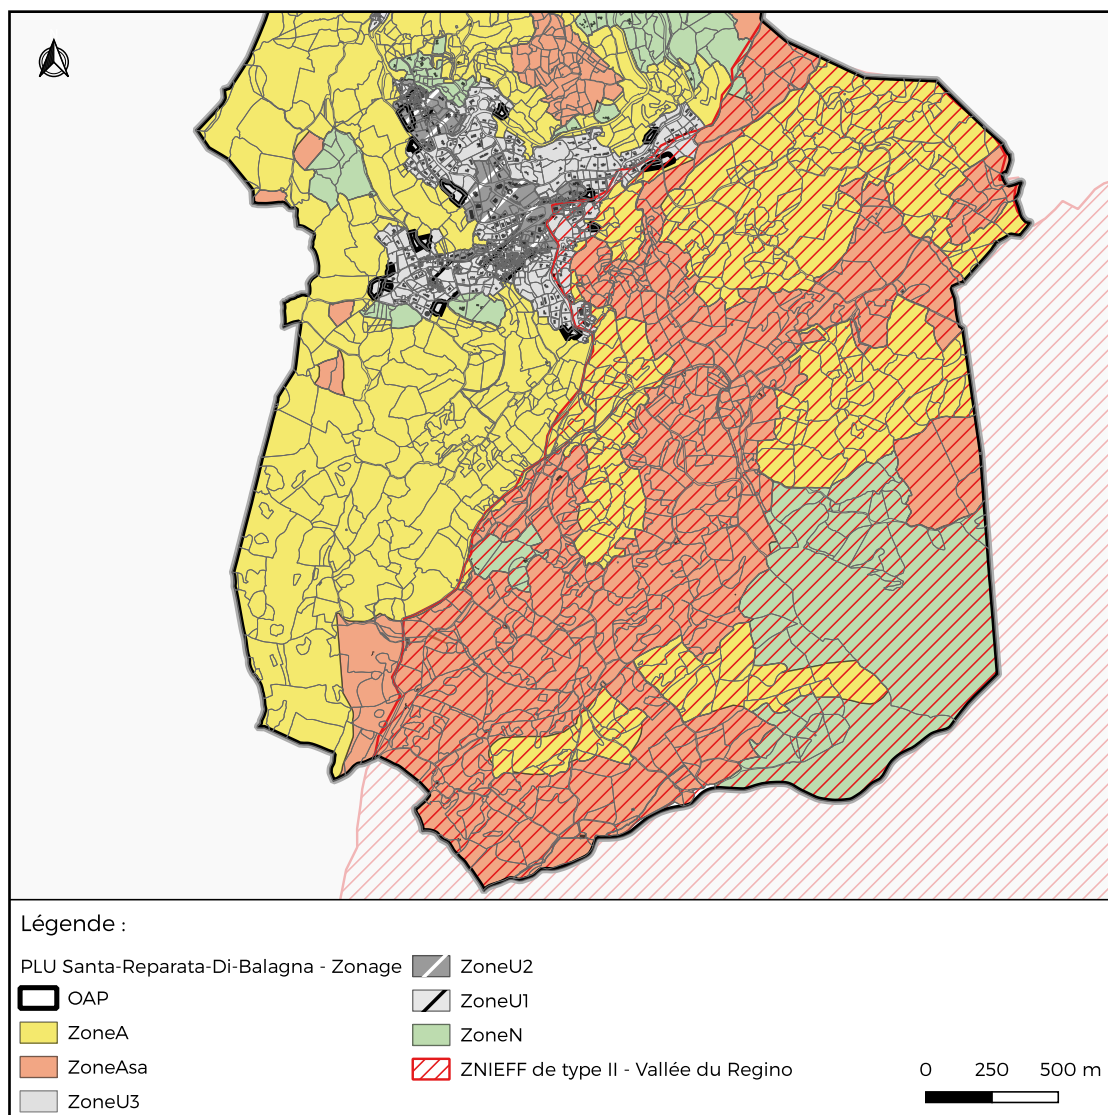 Légende :
PLU Santa-Reparata-Di-Balagna - Zonage
OAP
ZoneA
ZoneAsa
ZoneU3
ZoneU2
ZoneU1
ZoneN
ZNIEFF de type II - Vallée du Regino
0 250 500 m